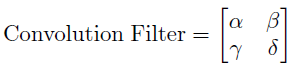 Convolution Filter = [α β
γ δ]